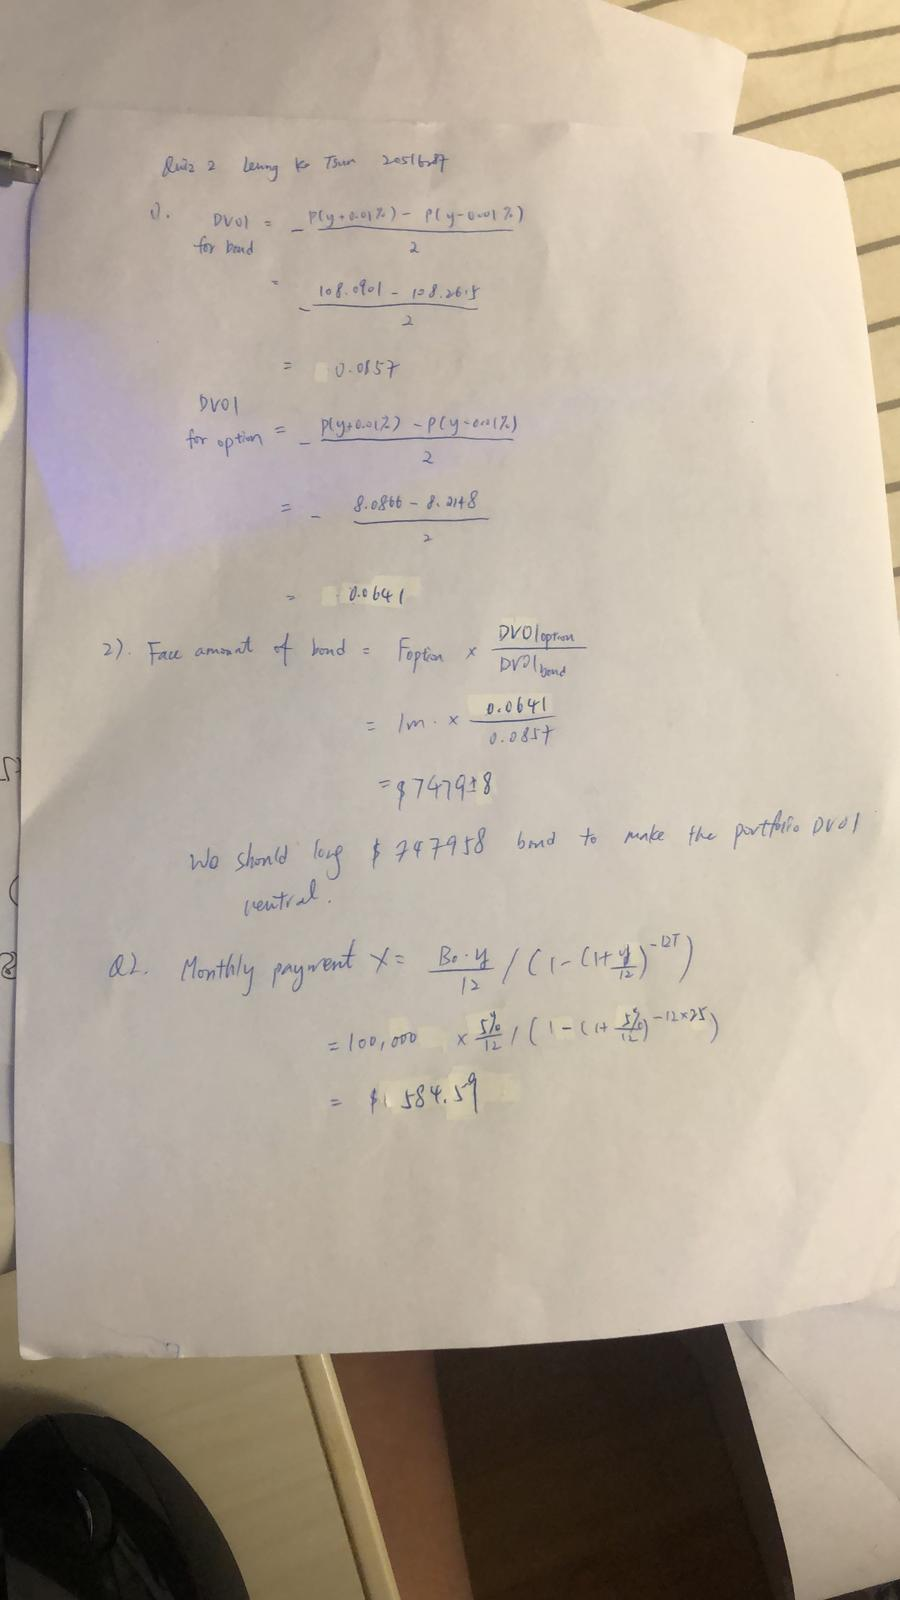 Quiz 2 Leung Ko Tsun
1).
DV01 for bond = - P(y+0.01%) - P(y-0.01%) / 2
= - 108.0901 - 108.2615 / 2
= 0.0857
DV01 for option = - P(y+0.01%) - P(y-0.01%) / 2
= - 8.0866 - 8.2148 / 2
= 0.0641
2). Face amount of bond = Foption × DV01option / DV01bond
= 1m. × 0.0641 / 0.0857
= $747958
We should long $747958 bond to make the portfolio DV01
neutral.
Q2. Monthly payment X = B₀·y / 12 / (1-(1+y/12)^-12T)
= 100,000 × 5% / 12 / (1-(1+5%/12)^-12×25)
= $584.59